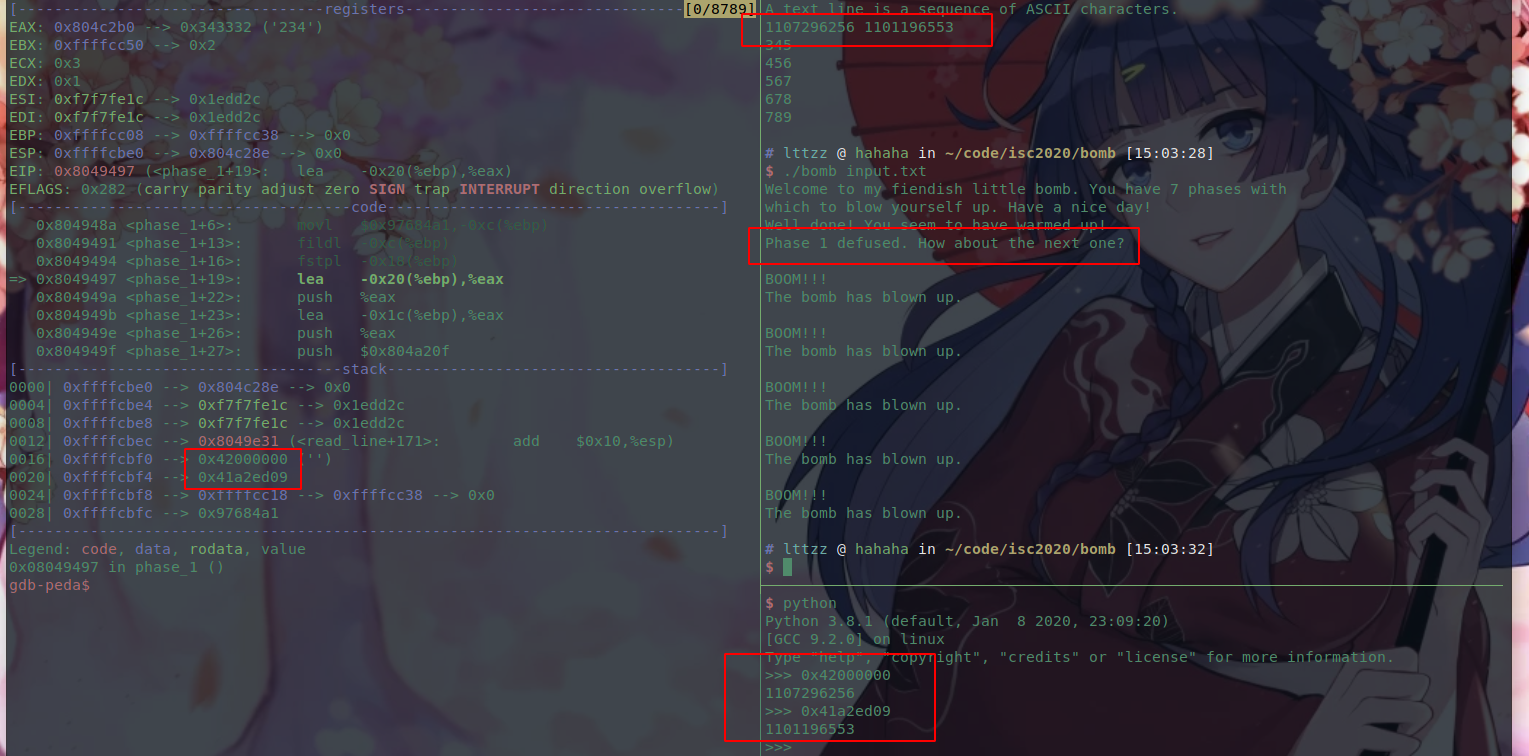 [-----------------------------------registers-----------------------------------[0/8789]
EAX: 0x804c2b0 --> 0x343332 ('234')
EBX: 0xffffcc50 --> 0x2
ECX: 0x3
EDX: 0x1
ESI: 0xf7f7fe1c --> 0x1edd2c
EDI: 0xf7f7fe1c --> 0x1edd2c
EBP: 0xffffcc08 --> 0xffffcc38 --> 0x0
ESP: 0xffffcbe0 --> 0x804c28e --> 0x0
EIP: 0x8049497 (<phase_1+19>:	lea    -0x20(%ebp),%eax)
EFLAGS: 0x282 (carry parity adjust zero SIGN trap INTERRUPT direction overflow)
[-------------------------------------code-------------------------------------]
   0x804948a <phase_1+6>:	movl   $0x97684a1,-0xc(%ebp)
   0x8049491 <phase_1+13>:	fildl  -0xc(%ebp)
   0x8049494 <phase_1+16>:	fstpl  -0x18(%ebp)
=> 0x8049497 <phase_1+19>:	lea    -0x20(%ebp),%eax
   0x804949a <phase_1+22>:	push   %eax
   0x804949b <phase_1+23>:	lea    -0x1c(%ebp),%eax
   0x804949e <phase_1+26>:	push   %eax
   0x804949f <phase_1+27>:	push   $0x804a20f
[------------------------------------stack-------------------------------------]
0000| 0xffffcbe0 --> 0x804c28e --> 0x0
0004| 0xffffcbe4 --> 0xf7f7fe1c --> 0x1edd2c
0008| 0xffffcbe8 --> 0xf7f7fe1c --> 0x1edd2c
0012| 0xffffcbec --> 0x8049e31 (<read_line+171>:	add    $0x10,%esp)
0016| 0xffffcbf0 --> 0x42000000 ('')
0020| 0xffffcbf4 --> 0x41a2ed09
0024| 0xffffcbf8 --> 0xffffcc18 --> 0xffffcc38 --> 0x0
0028| 0xffffcbfc --> 0x97684a1
[------------------------------------------------------------------------------]
Legend: code, data, rodata, value
0x08049497 in phase_1 ()
gdb-peda$
A text line is a sequence of ASCII characters.
1107296256 1101196553
345
456
567
678
789
# lttzz @ hahaha in ~/code/isc2020/bomb [15:03:28]
$ ./bomb input.txt
Welcome to my fiendish little bomb. You have 7 phases with
which to blow yourself up. Have a nice day!
Well done! You seem to have warmed up!
Phase 1 defused. How about the next one?
BOOM!!!
The bomb has blown up.
BOOM!!!
The bomb has blown up.
BOOM!!!
The bomb has blown up.
BOOM!!!
The bomb has blown up.
BOOM!!!
The bomb has blown up.
# lttzz @ hahaha in ~/code/isc2020/bomb [15:03:32]
$
$ python
Python 3.8.1 (default, Jan  8 2020, 23:09:20)
[GCC 9.2.0] on linux
Type "help", "copyright", "credits" or "license" for more information.
>>> 0x42000000
1107296256
>>> 0x41a2ed09
1101196553
>>>